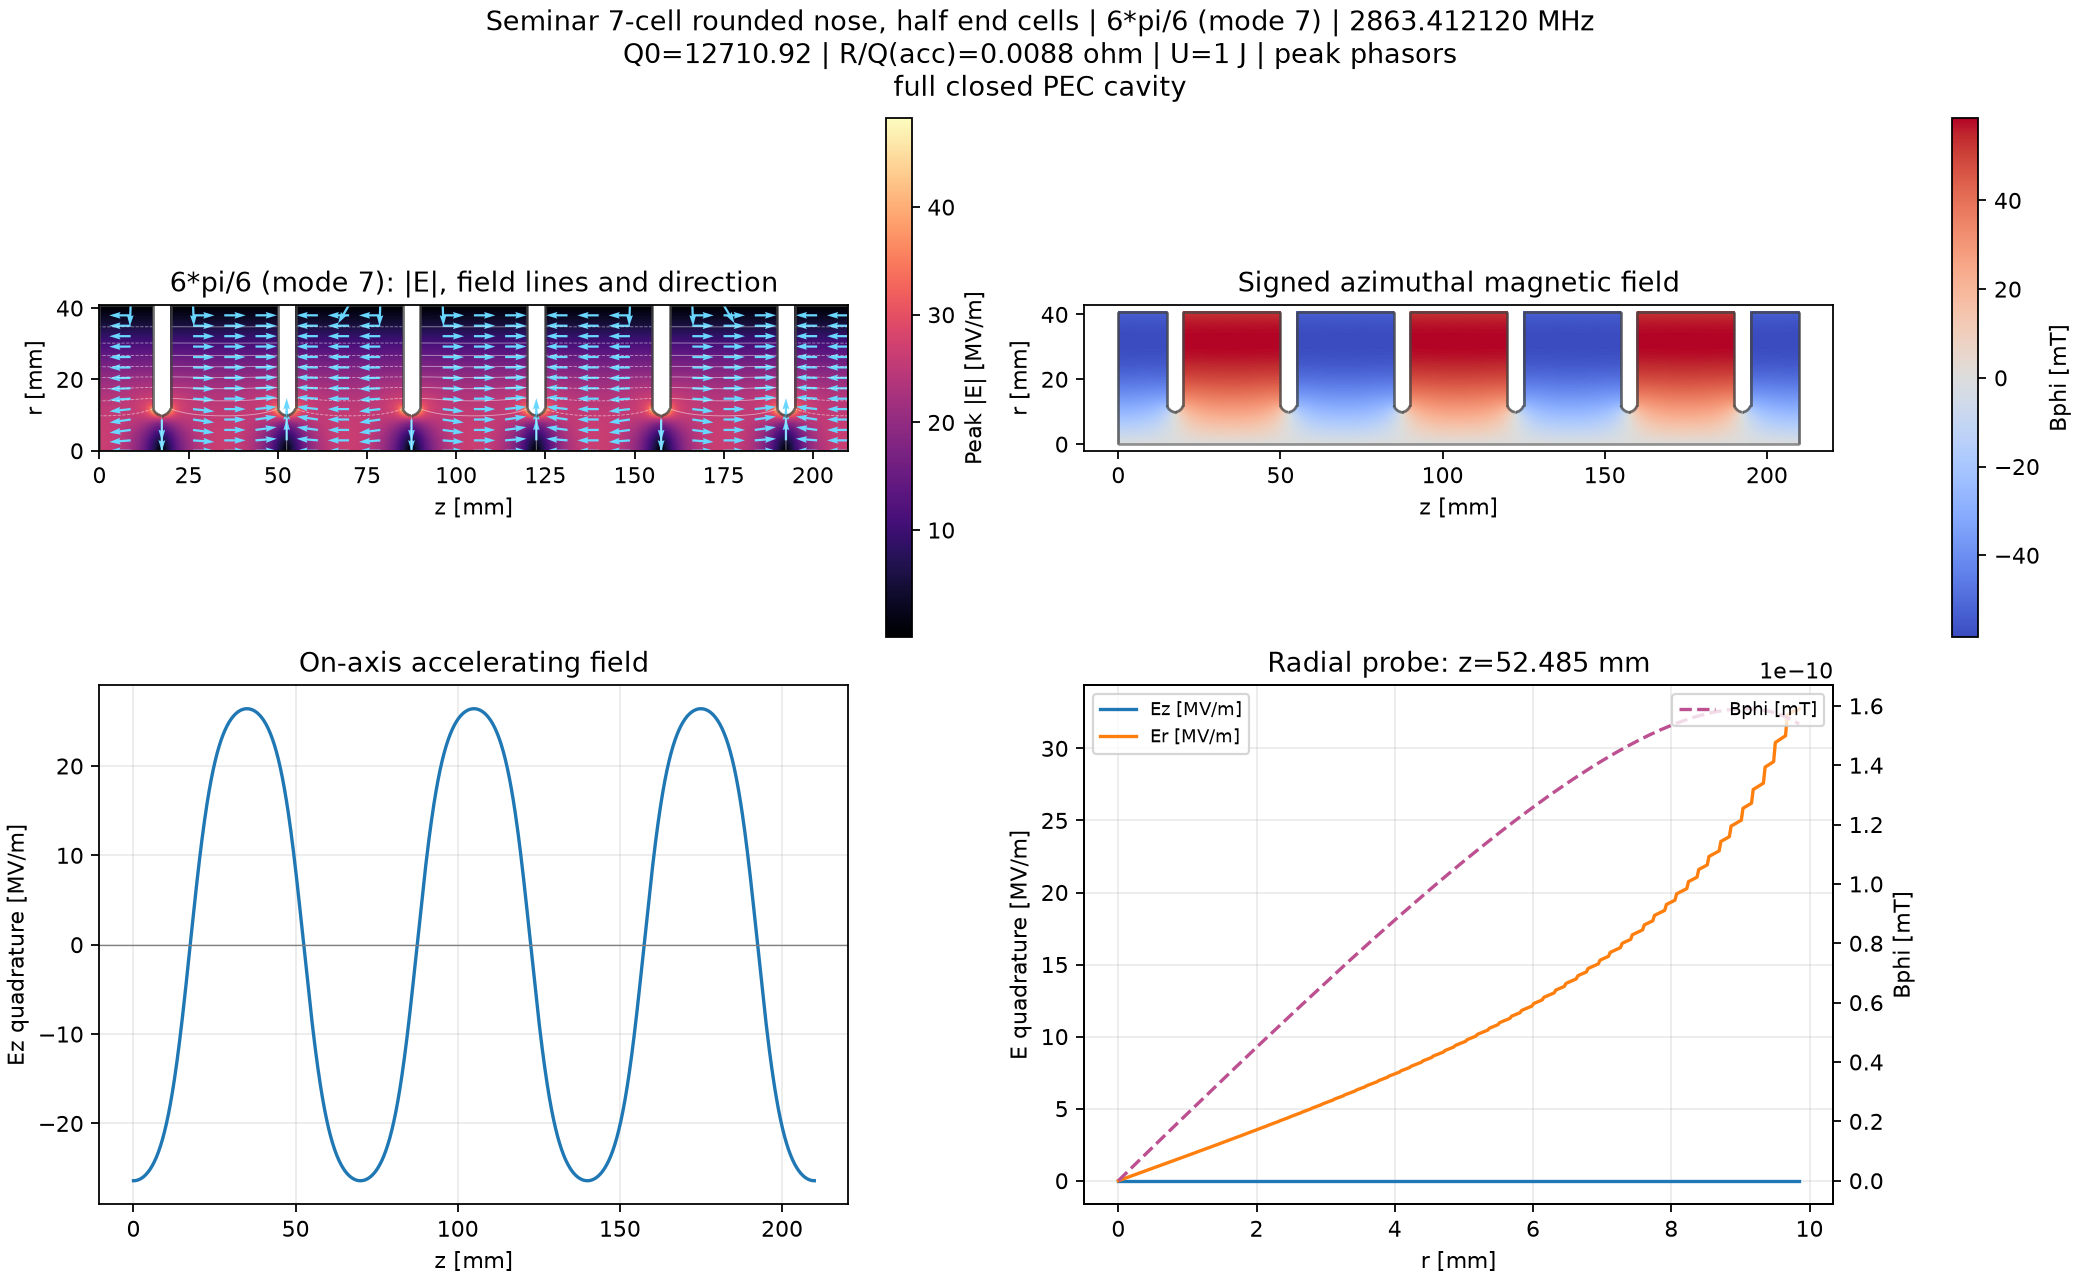 Seminar 7-cell rounded nose, half end cells | 6*pi/6 (mode 7) | 2863.412120 MHz
Q0=12710.92 | R/Q(acc)=0.0088 ohm | U=1 J | peak phasors
full closed PEC cavity
6*pi/6 (mode 7): |E|, field lines and direction
r [mm]
40
20
0
0 25 50 75 100 125 150 175 200
z [mm]
40
30
20
10
Peak |E| [MV/m]
Signed azimuthal magnetic field
r [mm]
40
20
0
0 50 100 150 200
z [mm]
40
20
0
−20
−40
Bphi [mT]
On-axis accelerating field
Ez quadrature [MV/m]
20
10
0
−10
−20
0 50 100 150 200
z [mm]
Radial probe: z=52.485 mm
1e−10
Ez [MV/m]
Er [MV/m]
Bphi [mT]
E quadrature [MV/m]
30
25
20
15
10
5
0
1.6
1.4
1.2
1.0
0.8
0.6
0.4
0.2
0.0
Bphi [mT]
0 2 4 6 8 10
r [mm]